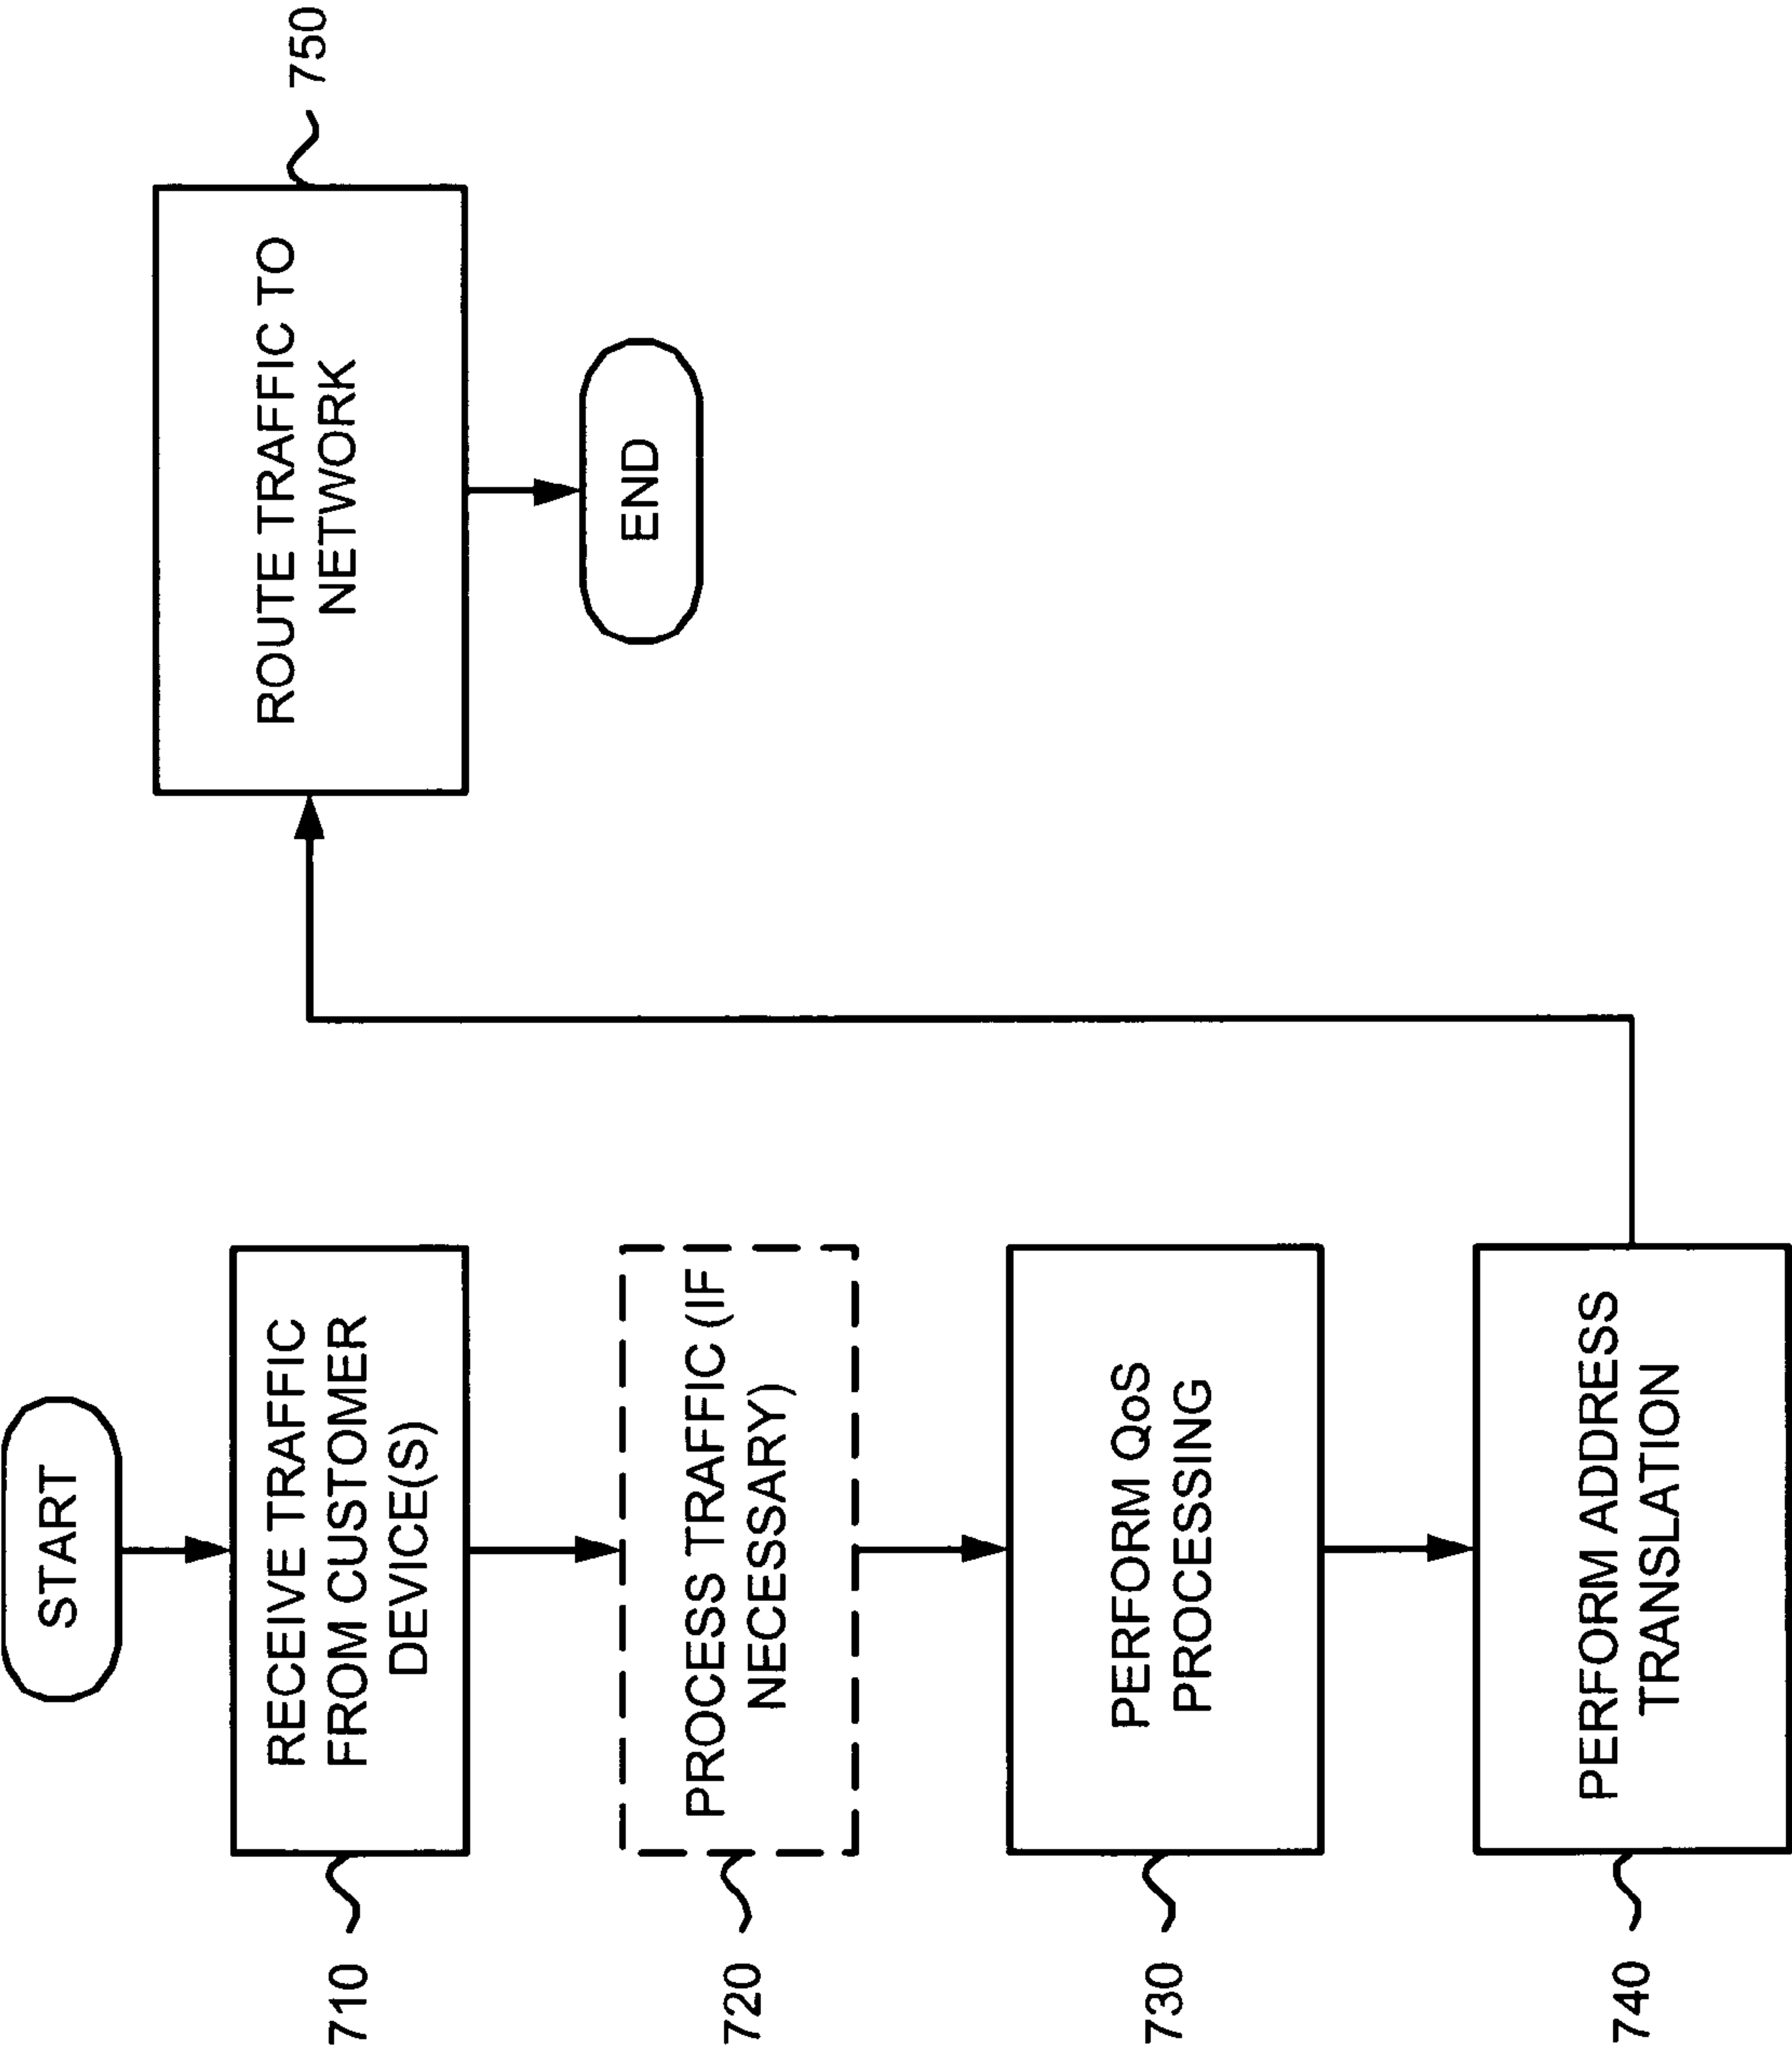 START
RECEIVE TRAFFIC
FROM CUSTOMER
DEVICE(S)
710
PROCESS TRAFFIC (IF
NECESSARY)
720
PERFORM QoS
PROCESSING
730
PERFORM ADDRESS
TRANSLATION
740
ROUTE TRAFFIC TO
NETWORK
750
END